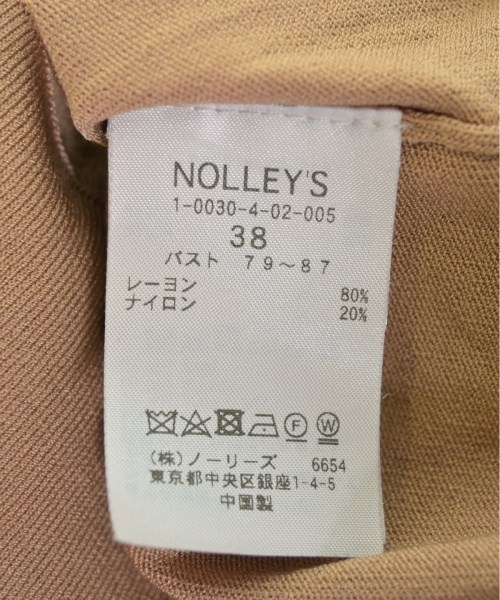 NOLLEY'S
1-0030-4-02-005
38
バスト 79～87
レーヨン 80%
ナイロン 20%
F W
(株)ノーリーズ 6654
東京都中央区銀座1-4-5
中国製